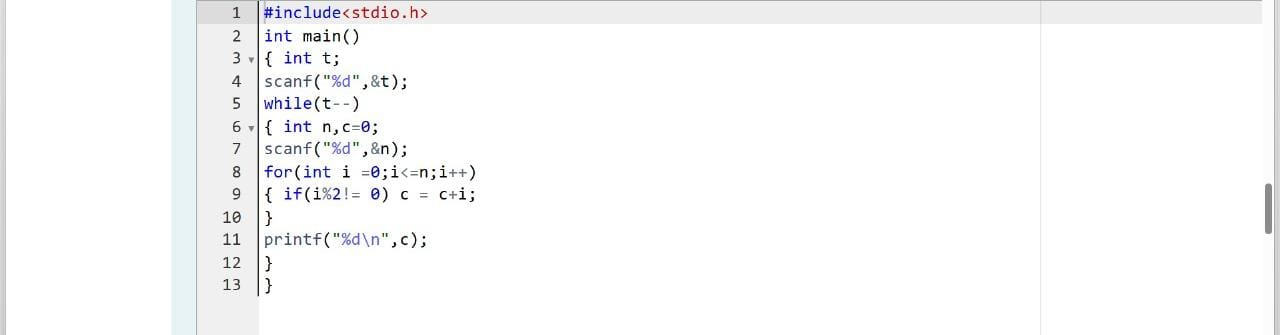 1 #include<stdio.h>
2 int main()
3 { int t;
4 scanf("%d",&t);
5 while(t--)
6 { int n,c=0;
7 scanf("%d",&n);
8 for(int i =0;i<=n;i++)
9 { if(i%2!= 0) c = c+i;
10 }
11 printf("%d\n",c);
12 }
13 }